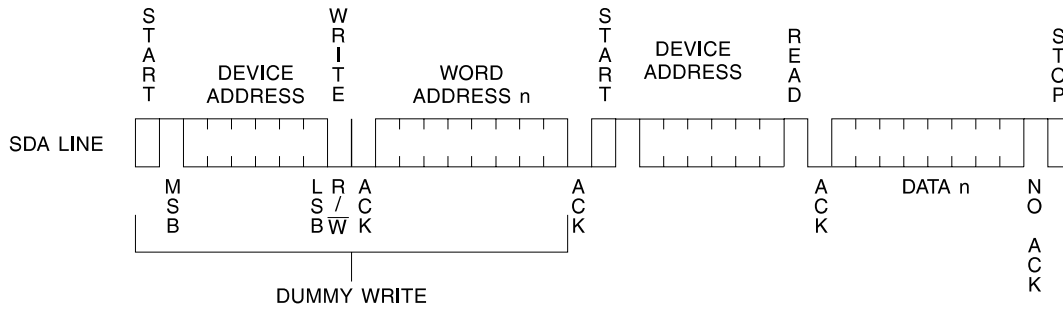 START
WRITE
START
READ
STOP
DEVICE
ADDRESS
WORD
ADDRESS n
DEVICE
ADDRESS
SDA LINE
MSB
LSB
R/W̅
ACK
ACK
ACK
DATA n
NO ACK
DUMMY WRITE